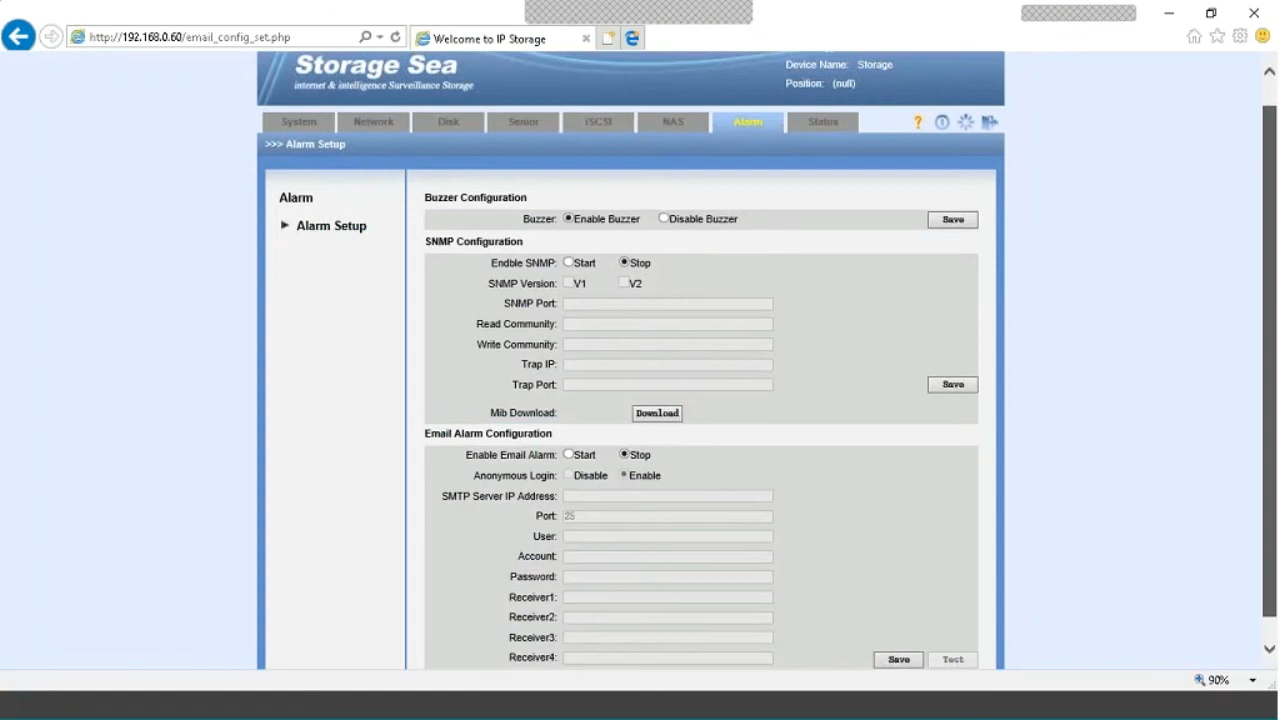 http://192.168.0.60/email_config_set.php
Welcome to IP Storage
Storage Sea
internet & intelligence Surveillance Storage
Device Name: Storage
Position: (null)
System Network Disk Senior iSCSI NAS Alarm Status
>>> Alarm Setup
Alarm
Alarm Setup
Buzzer Configuration
Buzzer: Enable Buzzer Disable Buzzer Save
SNMP Configuration
Endble SNMP: Start Stop
SNMP Version: V1 V2
SNMP Port:
Read Community:
Write Community:
Trap IP:
Trap Port: Save
Mib Download: Download
Email Alarm Configuration
Enable Email Alarm: Start Stop
Anonymous Login: Disable Enable
SMTP Server IP Address:
Port: 25
User:
Account:
Password:
Receiver1:
Receiver2:
Receiver3:
Receiver4: Save Test
90%